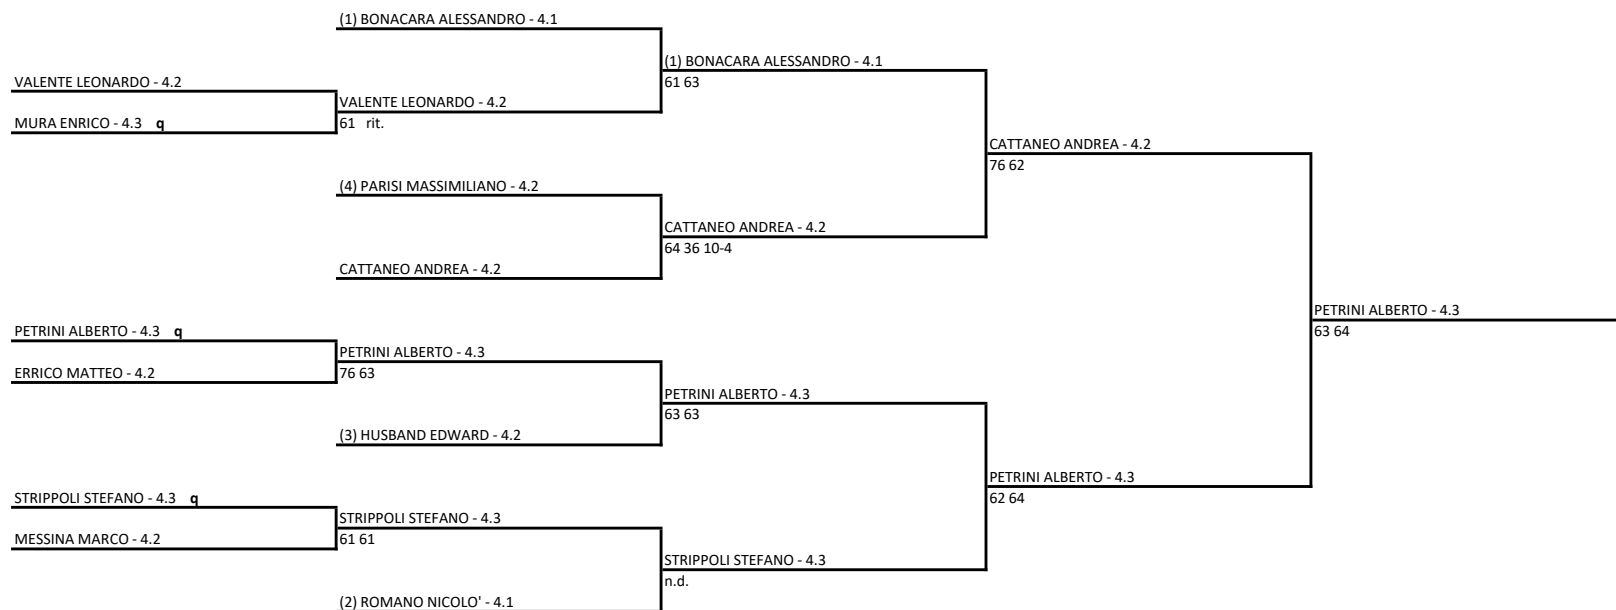 (1) BONACARA ALESSANDRO - 4.1
(1) BONACARA ALESSANDRO - 4.1
VALENTE LEONARDO - 4.2
61 63
VALENTE LEONARDO - 4.2
MURA ENRICO - 4.3 q
61 rit.
CATTANEO ANDREA - 4.2
76 62
(4) PARISI MASSIMILIANO - 4.2
CATTANEO ANDREA - 4.2
64 36 10-4
CATTANEO ANDREA - 4.2
PETRINI ALBERTO - 4.3
PETRINI ALBERTO - 4.3 q
63 64
PETRINI ALBERTO - 4.3
ERRICO MATTEO - 4.2
76 63
PETRINI ALBERTO - 4.3
63 63
(3) HUSBAND EDWARD - 4.2
PETRINI ALBERTO - 4.3
STRIPPOLI STEFANO - 4.3 q
62 64
STRIPPOLI STEFANO - 4.3
MESSINA MARCO - 4.2
61 61
STRIPPOLI STEFANO - 4.3
n.d.
(2) ROMANO NICOLO' - 4.1